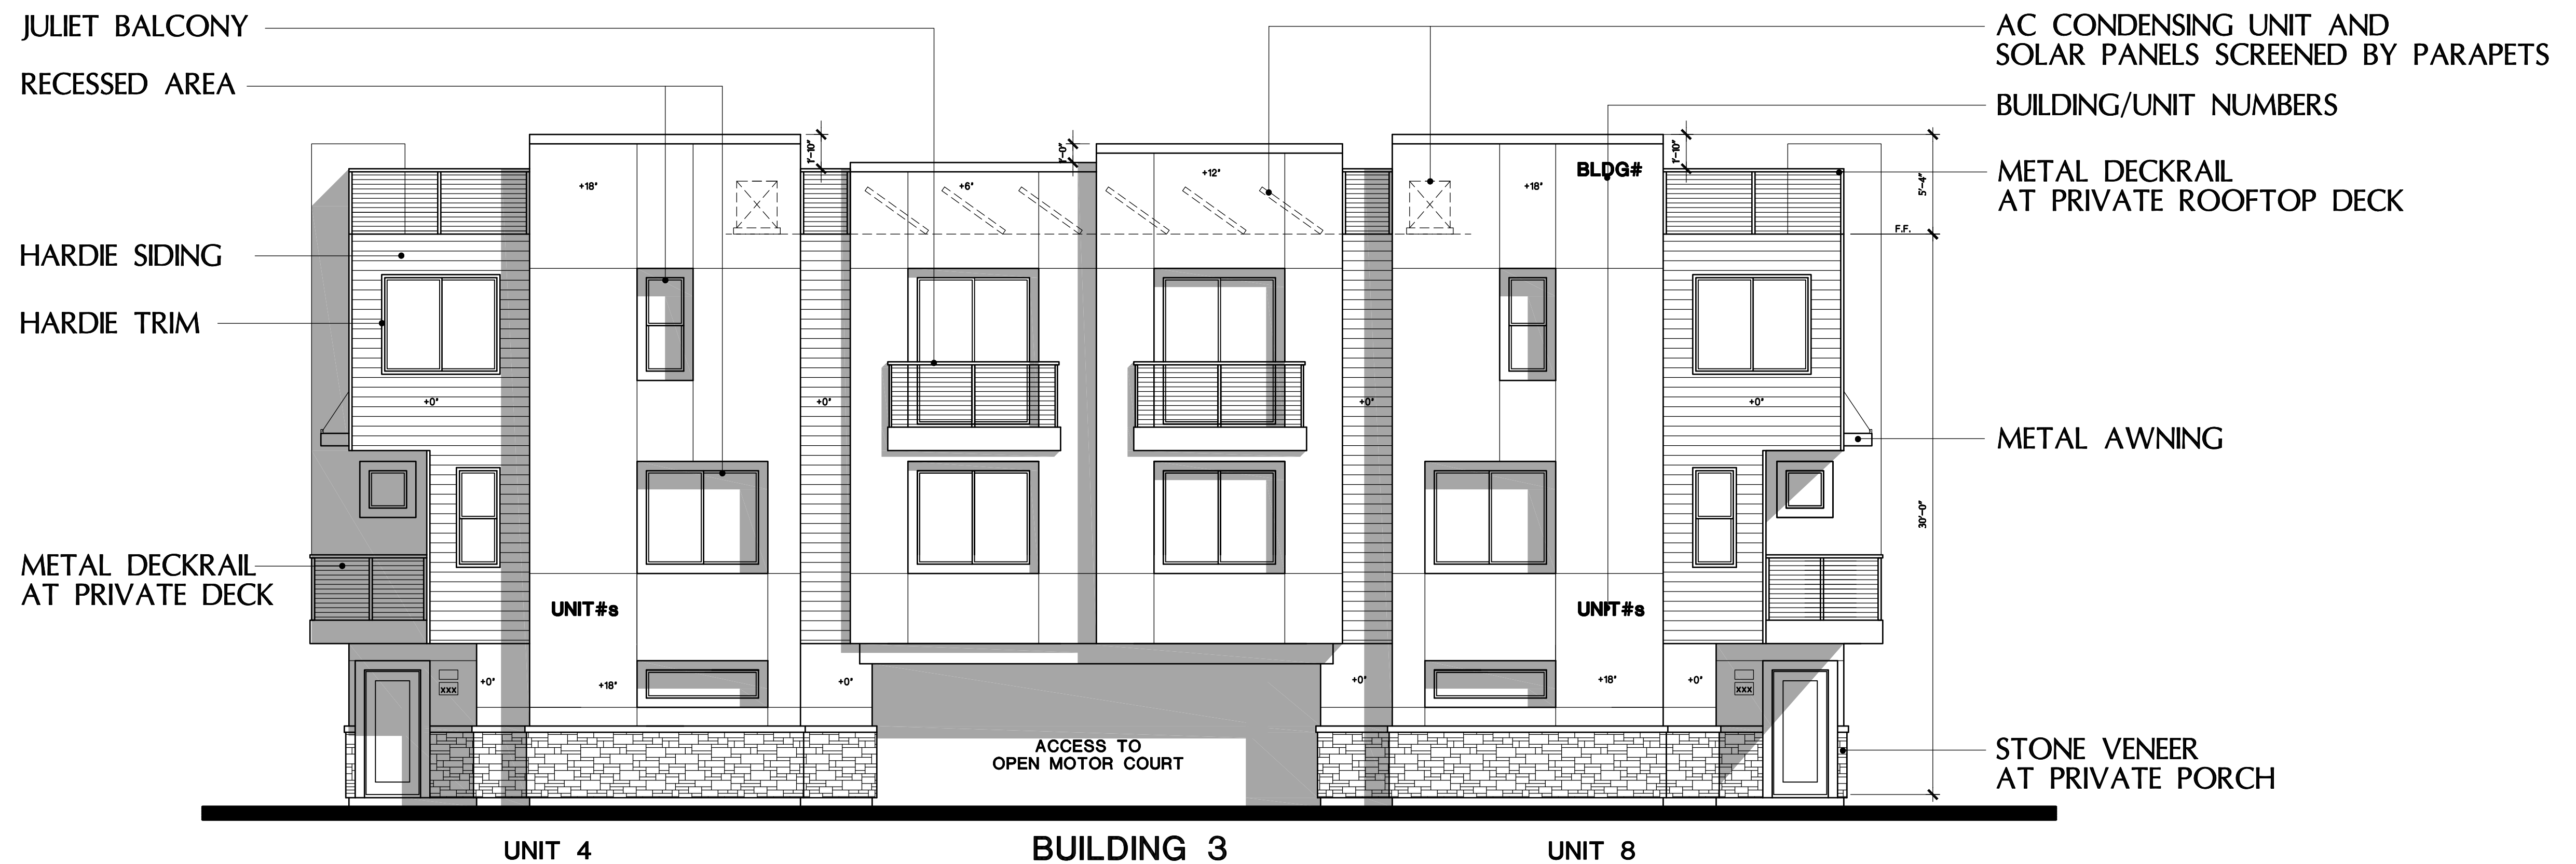 JULIET BALCONY
RECESSED AREA
HARDIE SIDING
HARDIE TRIM
METAL DECKRAIL
AT PRIVATE DECK
AC CONDENSING UNIT AND
SOLAR PANELS SCREENED BY PARAPETS
BUILDING/UNIT NUMBERS
METAL DECKRAIL
AT PRIVATE ROOFTOP DECK
METAL AWNING
STONE VENEER
AT PRIVATE PORCH
1'-10"
1'-0"
1'-10"
5'-4"
F.F.
30'-0"
BLDG#
+18"
+6"
+12"
+18"
+0"
+0"
+0"
+0"
UNIT#s
UNIT#s
+0"
+18"
+0"
+0"
+18"
+0"
XXX
XXX
ACCESS TO
OPEN MOTOR COURT
UNIT 4
BUILDING 3
UNIT 8